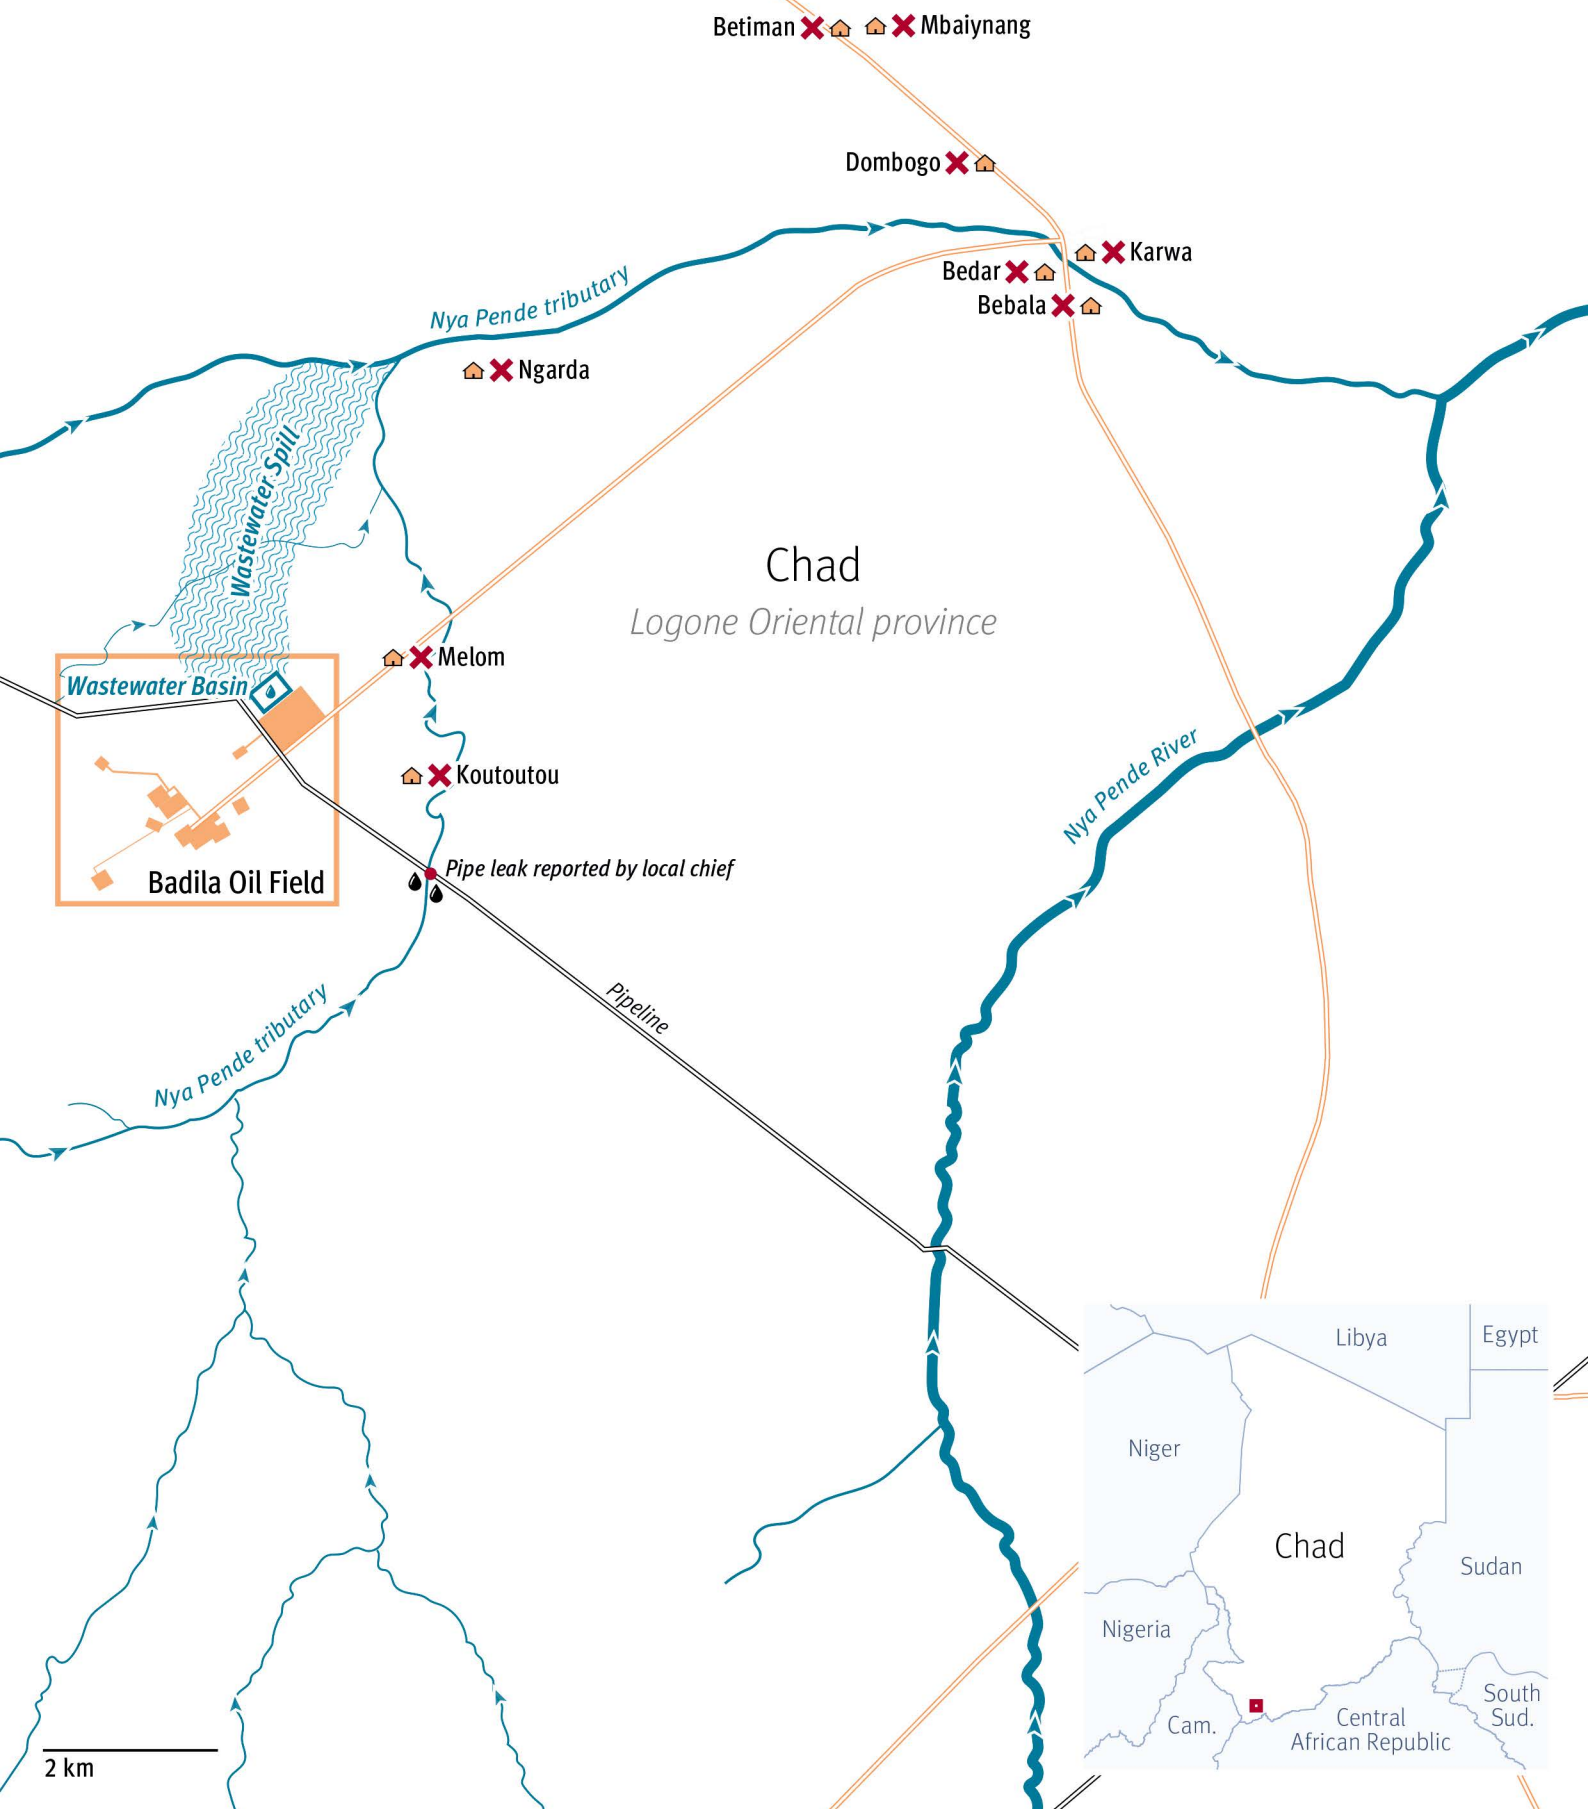 Betiman
Mbaiynang
Dombogo
Karwa
Bedar
Bebala
Nya Pende tributary
Ngarda
Wastewater Spill
Chad
Logone Oriental province
Melom
Wastewater Basin
Nya Pende River
Koutoutou
Pipe leak reported by local chief
Badila Oil Field
Pipeline
Nya Pende tributary
Libya
Egypt
Niger
Chad
Sudan
Nigeria
South
Sud.
Cam.
Central
African Republic
2 km